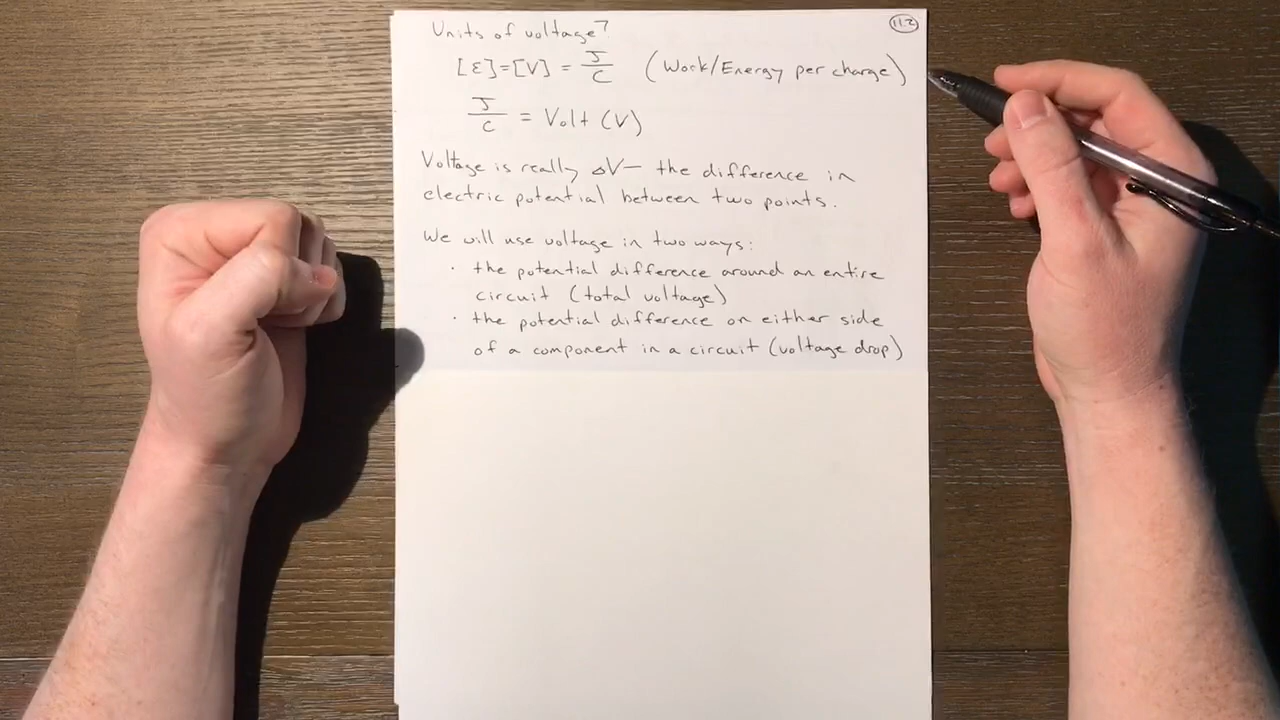 Units of voltage?
11.2
[ε]=[V] = J/C (Work/Energy per charge)
J/C = Volt (V)
Voltage is really ΔV— the difference in
electric potential between two points.
We will use voltage in two ways:
· the potential difference around an entire
circuit (total voltage)
· the potential difference on either side
of a component in a circuit (voltage drop)